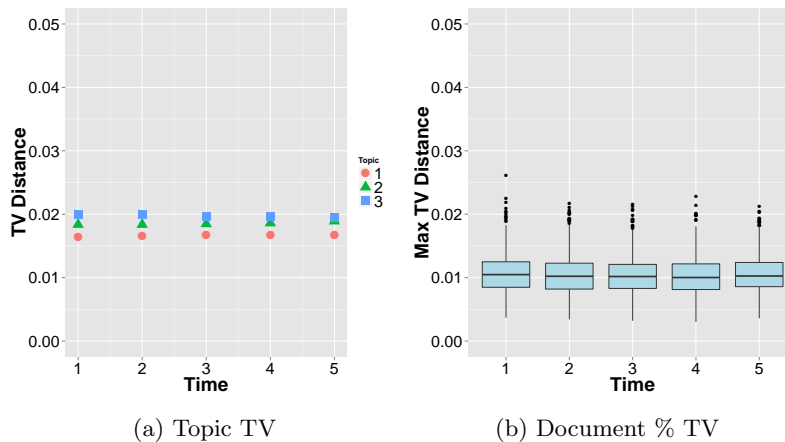 0.05
0.04
0.03
0.02
0.01
0.00
TV Distance
1 2 3 4 5
Time
Topic
1
2
3
(a) Topic TV
0.05
0.04
0.03
0.02
0.01
0.00
Max TV Distance
1 2 3 4 5
Time
(b) Document % TV